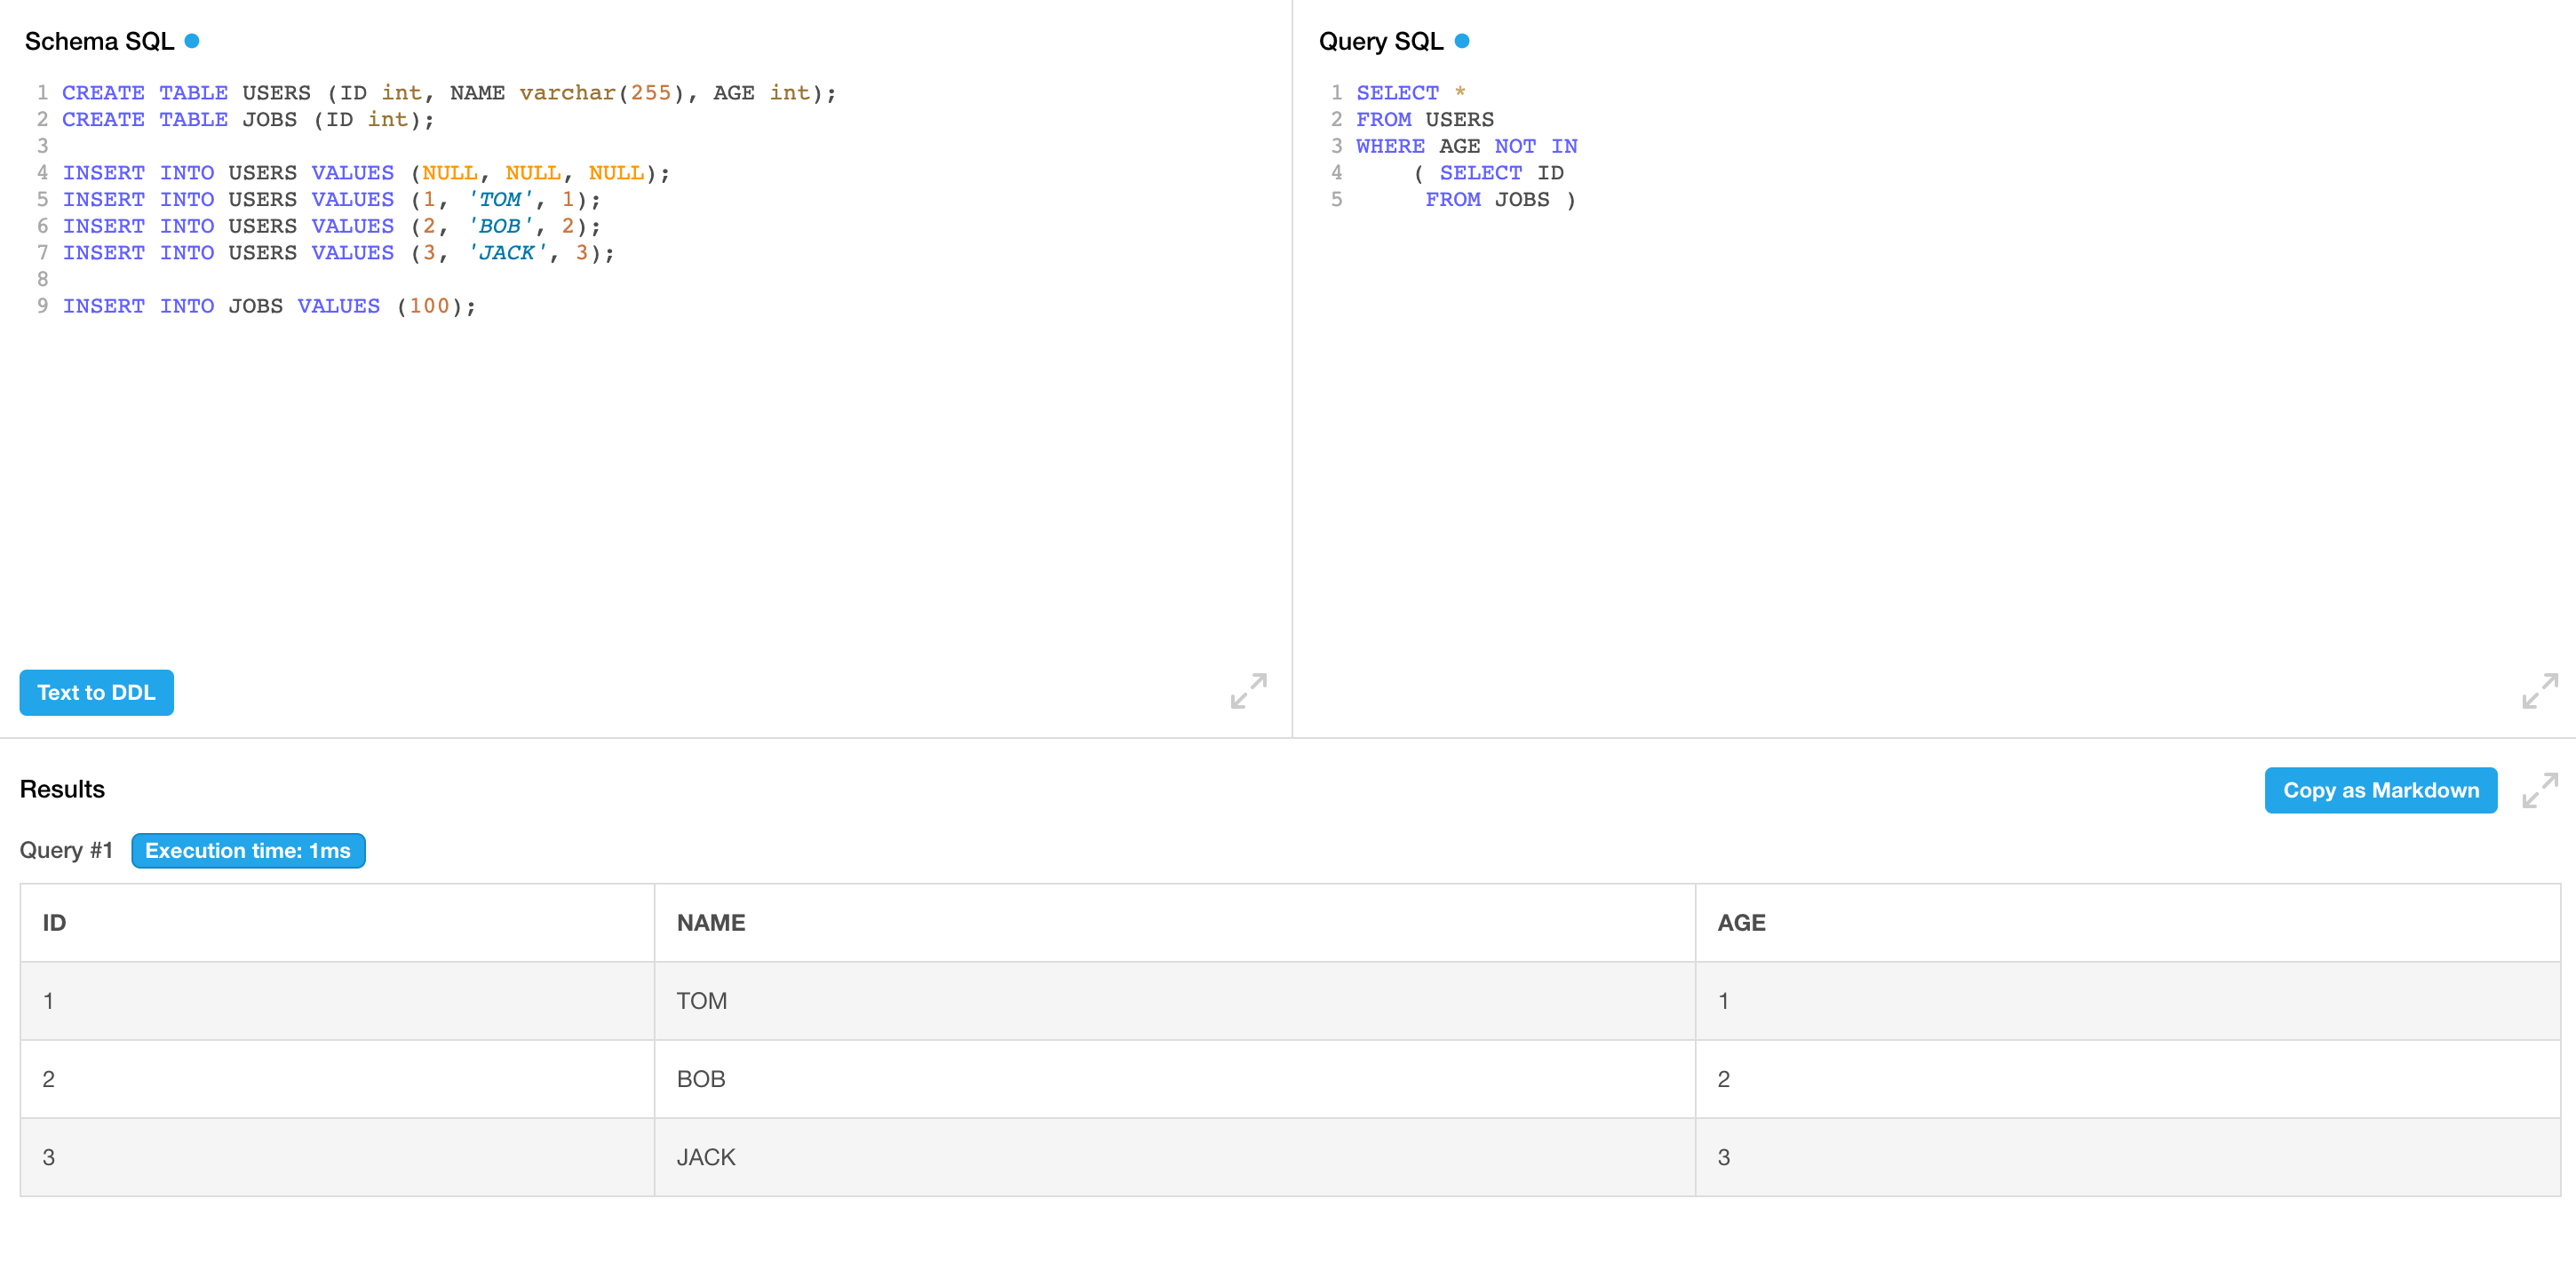 Schema SQL
1 CREATE TABLE USERS (ID int, NAME varchar(255), AGE int);
2 CREATE TABLE JOBS (ID int);
3
4 INSERT INTO USERS VALUES (NULL, NULL, NULL);
5 INSERT INTO USERS VALUES (1, 'TOM', 1);
6 INSERT INTO USERS VALUES (2, 'BOB', 2);
7 INSERT INTO USERS VALUES (3, 'JACK', 3);
8
9 INSERT INTO JOBS VALUES (100);
Text to DDL
Query SQL
1 SELECT *
2 FROM USERS
3 WHERE AGE NOT IN
4     ( SELECT ID
5      FROM JOBS )
Results
Copy as Markdown
Query #1 Execution time: 1ms
ID NAME AGE
1 TOM 1
2 BOB 2
3 JACK 3